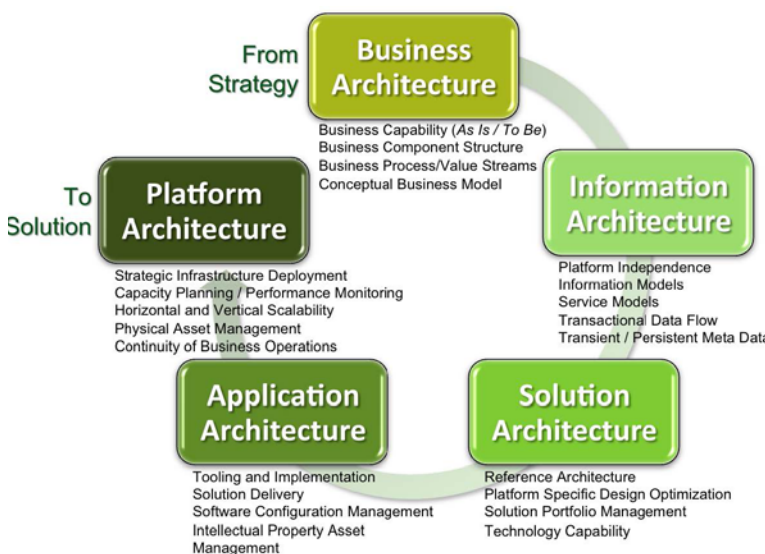 From
Strategy
Business
Architecture
Business Capability (As Is / To Be)
Business Component Structure
Business Process/Value Streams
Conceptual Business Model
Information
Architecture
Platform Independence
Information Models
Service Models
Transactional Data Flow
Transient / Persistent Meta Data
Solution
Architecture
Reference Architecture
Platform Specific Design Optimization
Solution Portfolio Management
Technology Capability
Application
Architecture
Tooling and Implementation
Solution Delivery
Software Configuration Management
Intellectual Property Asset
Management
To
Solution
Platform
Architecture
Strategic Infrastructure Deployment
Capacity Planning / Performance Monitoring
Horizontal and Vertical Scalability
Physical Asset Management
Continuity of Business Operations